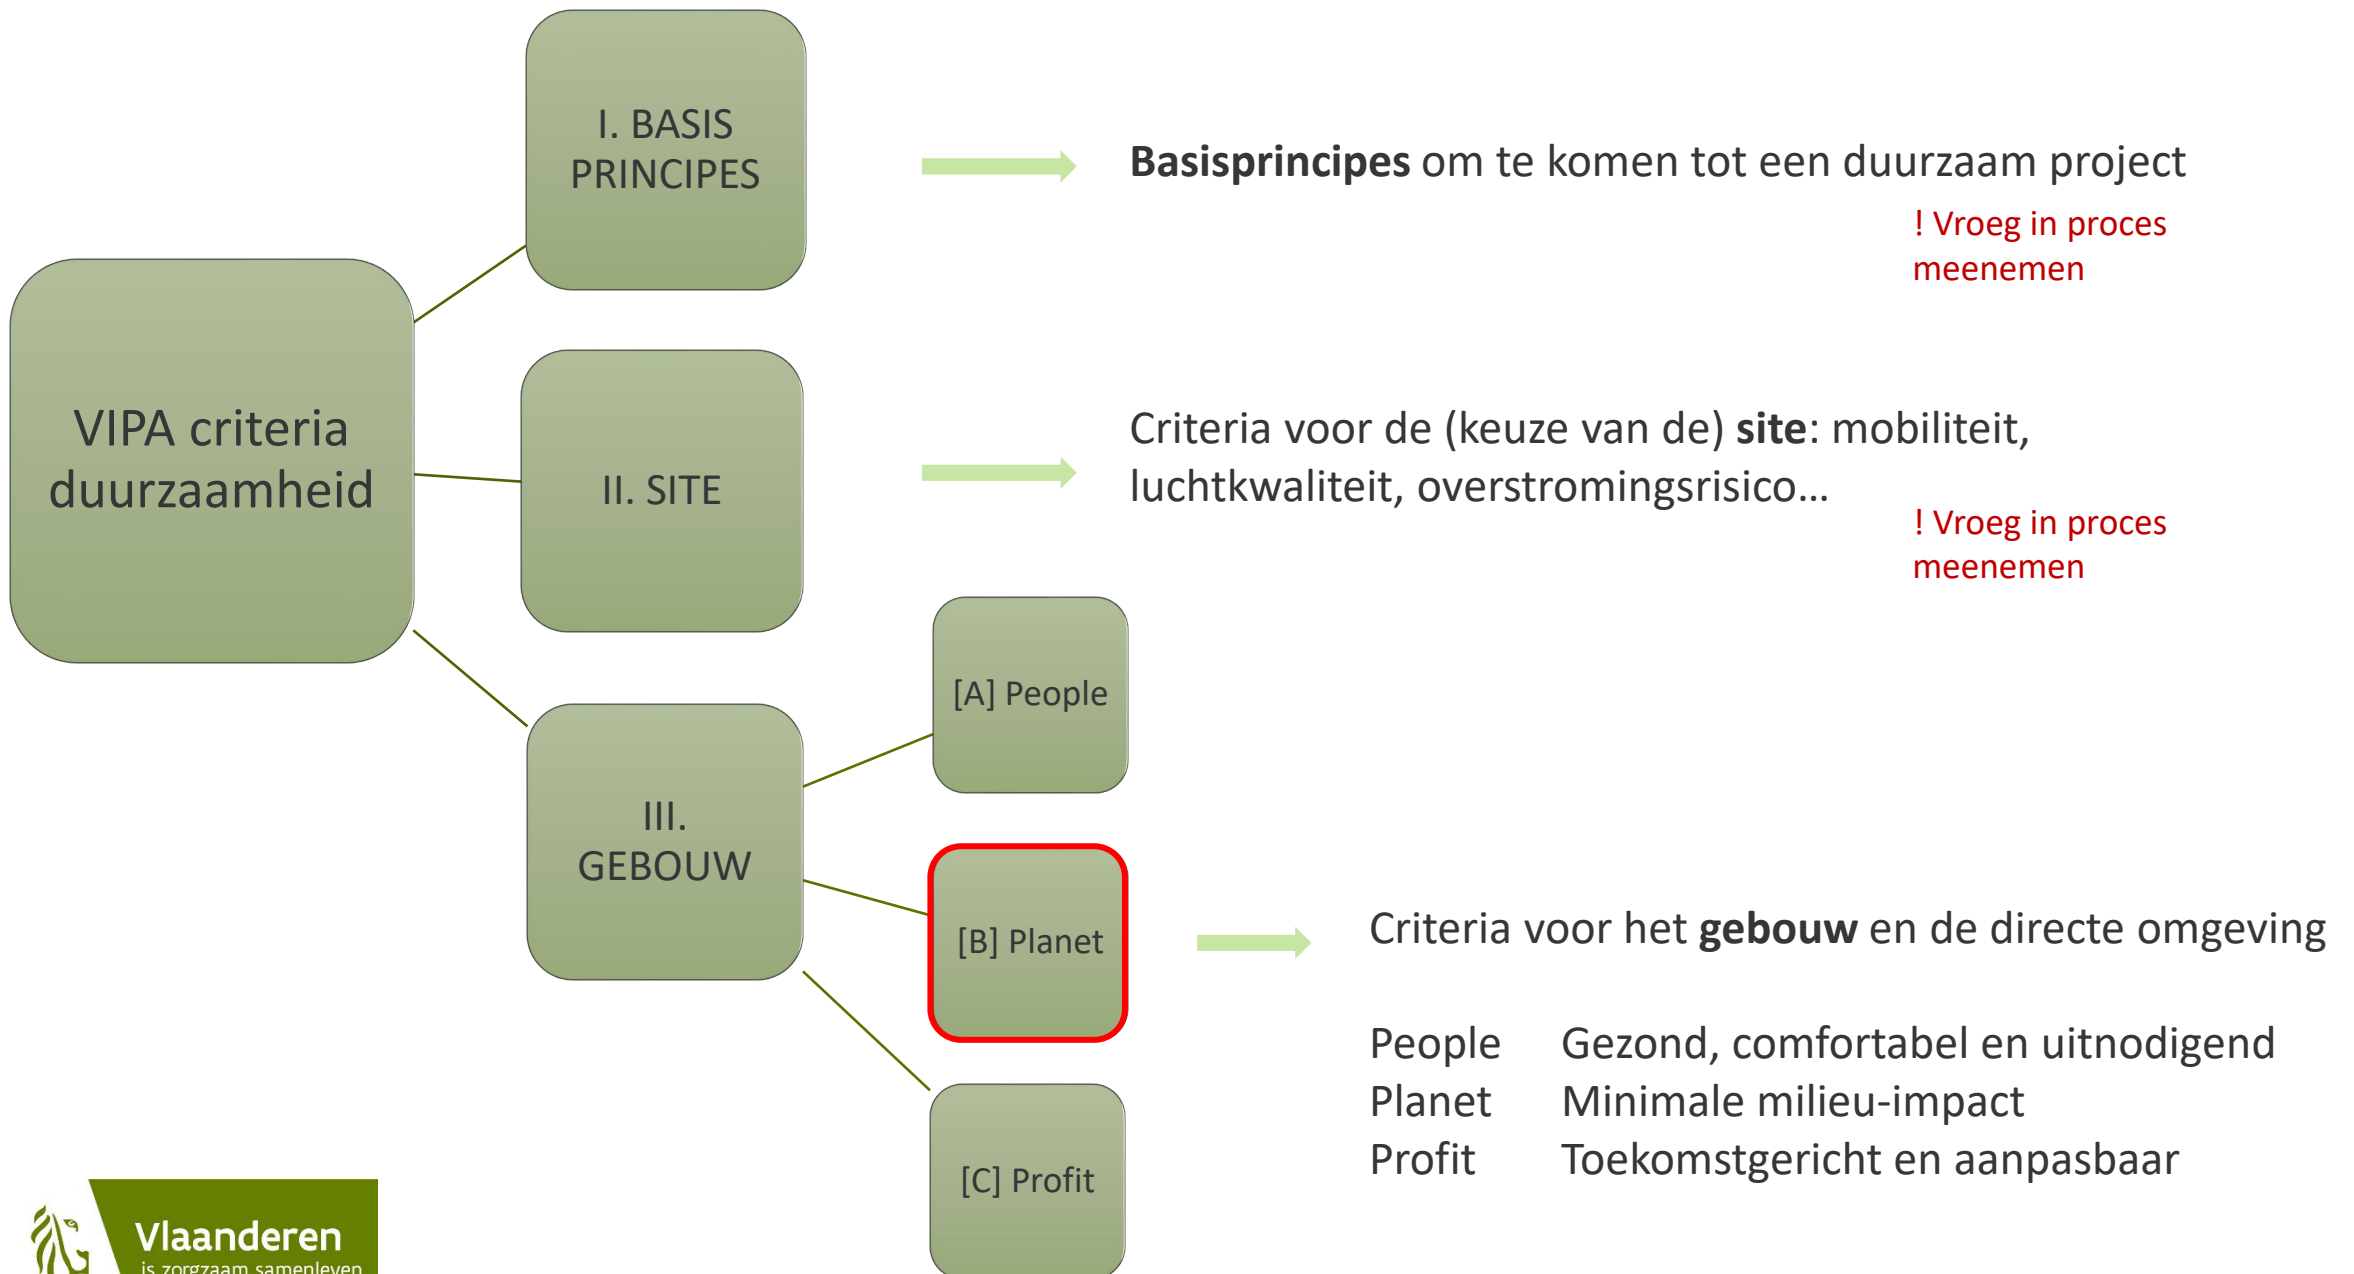 I. BASIS
PRINCIPES
Basisprincipes om te komen tot een duurzaam project
! Vroeg in proces
meenemen
VIPA criteria
duurzaamheid
II. SITE
Criteria voor de (keuze van de) site: mobiliteit,
luchtkwaliteit, overstromingsrisico...
! Vroeg in proces
meenemen
III.
GEBOUW
[A] People
[B] Planet
[C] Profit
Criteria voor het gebouw en de directe omgeving
People Gezond, comfortabel en uitnodigend
Planet Minimale milieu-impact
Profit Toekomstgericht en aanpasbaar
Vlaanderen
is zorgzaam samenleven